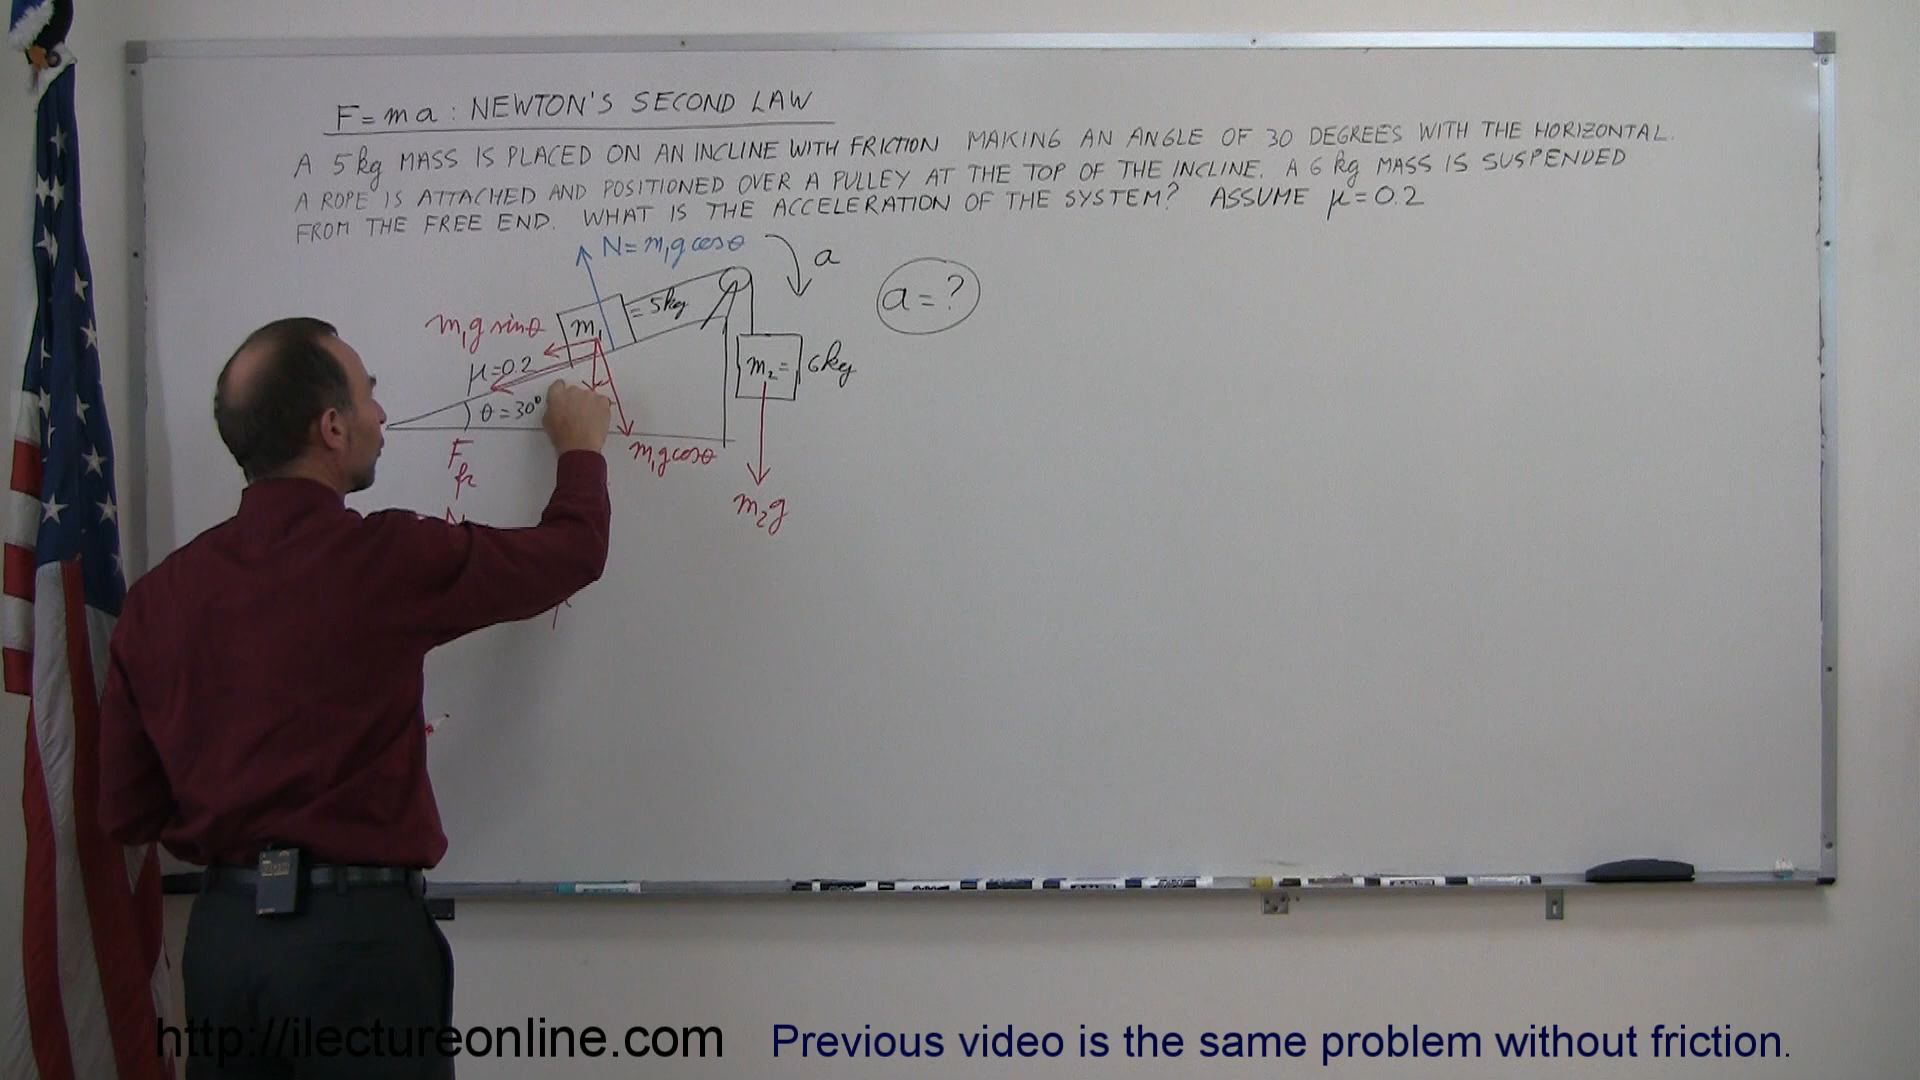 F = ma : NEWTON'S SECOND LAW
A 5 kg MASS IS PLACED ON AN INCLINE WITH FRICTION MAKING AN ANGLE OF 30 DEGREES WITH THE HORIZONTAL.
A ROPE IS ATTACHED AND POSITIONED OVER A PULLEY AT THE TOP OF THE INCLINE. A 6 kg MASS IS SUSPENDED
FROM THE FREE END. WHAT IS THE ACCELERATION OF THE SYSTEM? ASSUME μ = 0.2
N = m₁g cosθ
a
a = ?
= 5kg
m₁g sinθ
m₁
μ = 0.2
m₂ = 6kg
θ = 30°
F
fr
m₁g cosθ
m₂g
N
http://ilectureonline.com
Previous video is the same problem without friction.